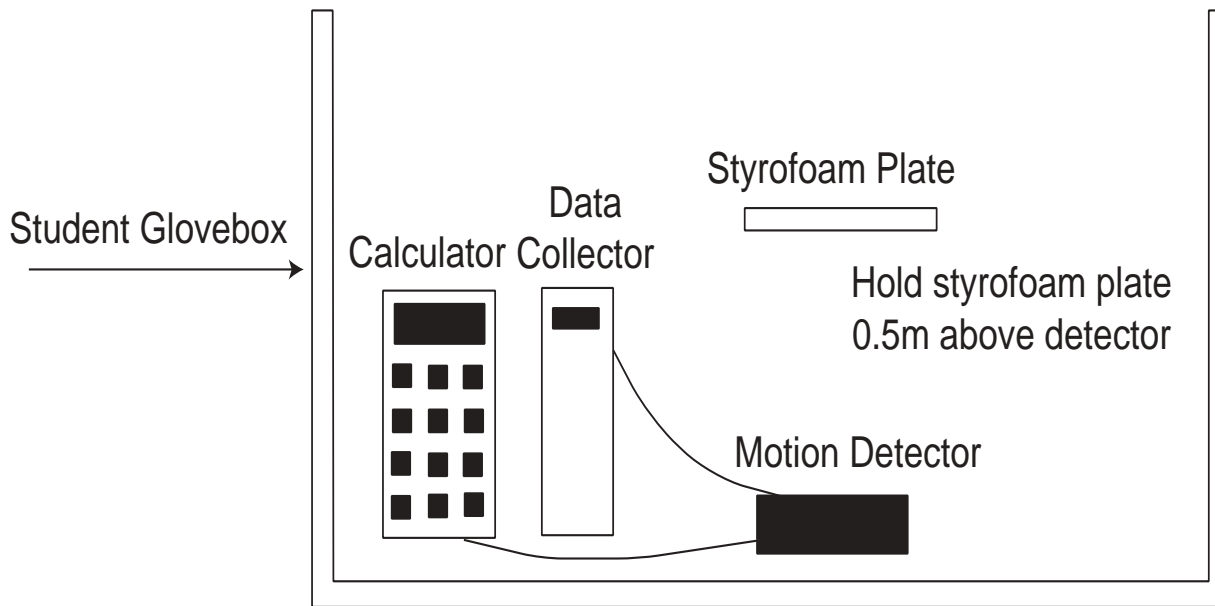 Student Glovebox
Calculator
Data
Collector
Styrofoam Plate
Hold styrofoam plate
0.5m above detector
Motion Detector